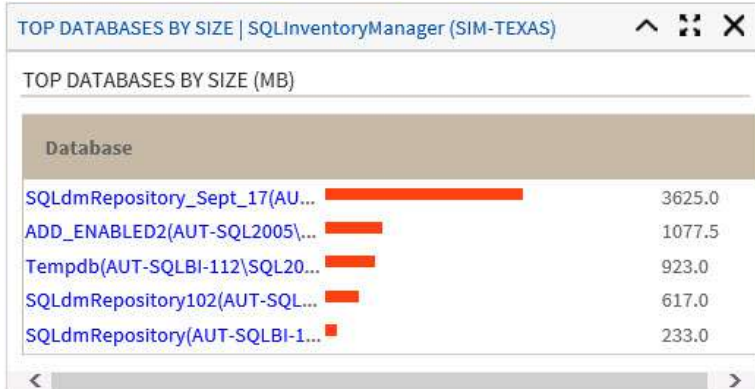 TOP DATABASES BY SIZE | SQLInventoryManager (SIM-TEXAS)
TOP DATABASES BY SIZE (MB)
Database
SQLdmRepository_Sept_17(AU... 3625.0
ADD_ENABLED2(AUT-SQL2005\... 1077.5
Tempdb(AUT-SQLBI-112\SQL20... 923.0
SQLdmRepository102(AUT-SQL... 617.0
SQLdmRepository(AUT-SQLBI-1... 233.0